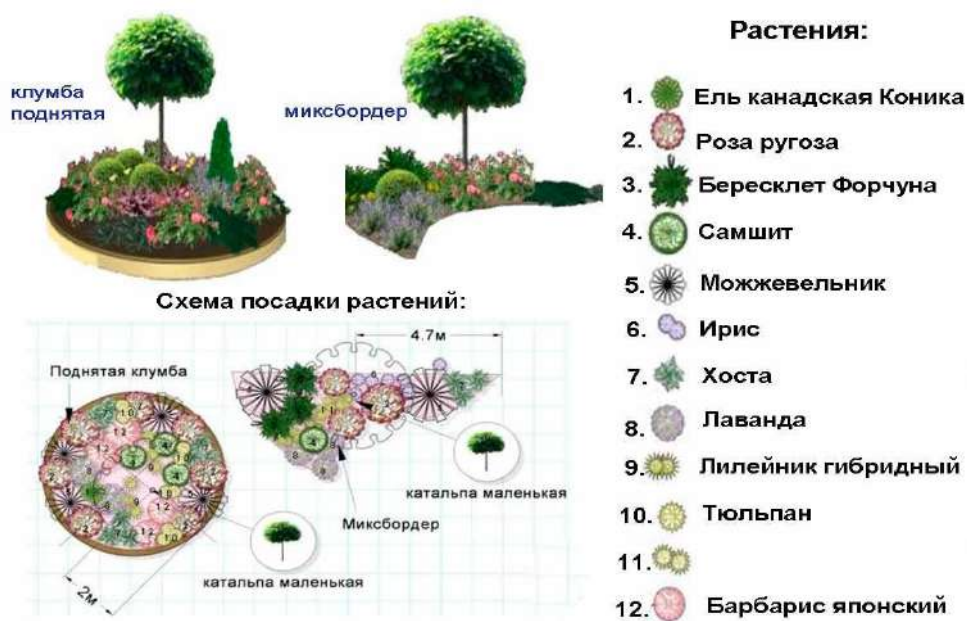 клумба
поднятая
миксбордер
Растения:
1. Ель канадская Коника
2. Роза ругоза
3. Бересклет Форчуна
4. Самшит
5. Можжевельник
6. Ирис
7. Хоста
8. Лаванда
9. Лилейник гибридный
10. Тюльпан
11.
12. Барбарис японский
Схема посадки растений:
4.7м
Поднятая клумба
катальпа маленькая
Миксбордер
катальпа маленькая
2м